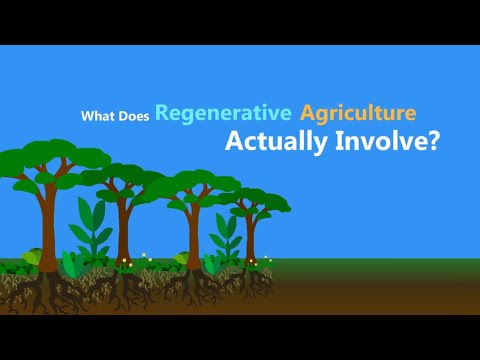 What Does Regenerative Agriculture
Actually Involve?